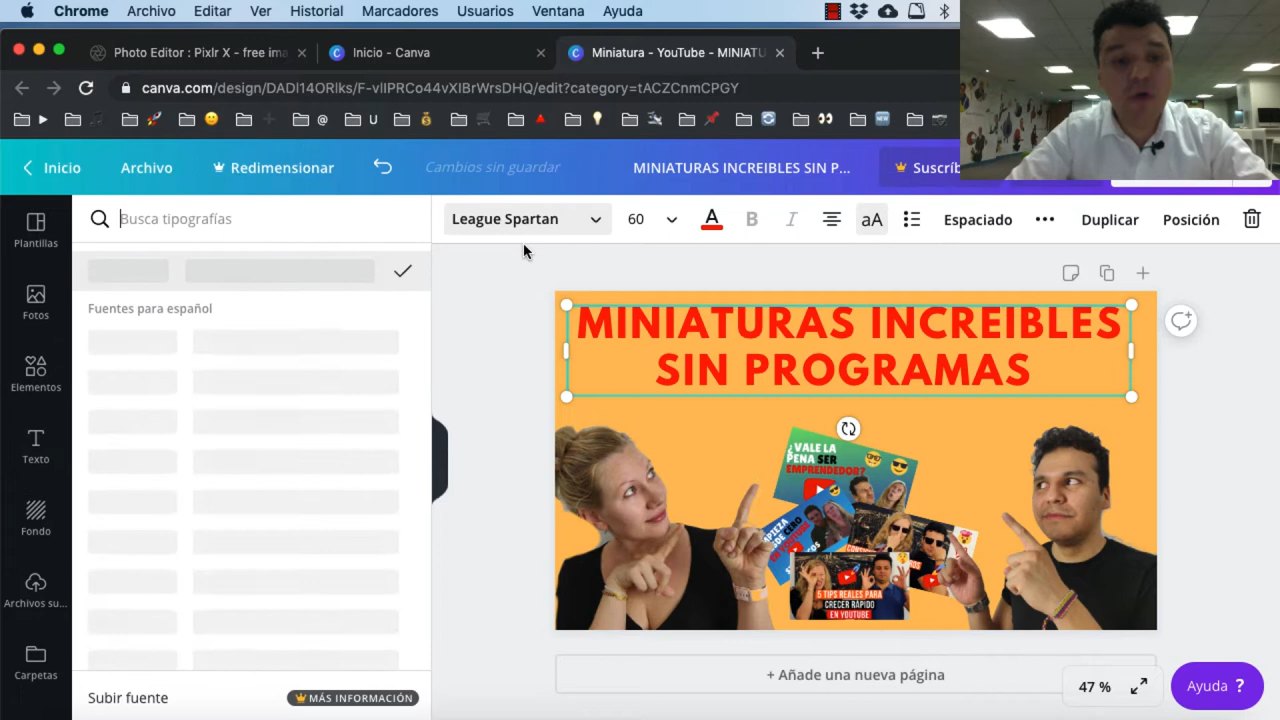 Chrome Archivo Editar Ver Historial Marcadores Usuarios Ventana Ayuda
Photo Editor : Pixlr X - free ima
Inicio - Canva
Miniatura - YouTube - MINIATU
canva.com/design/DADl14ORlks/F-vlIPRCo44vXIBrWrsDHQ/edit?category=tACZCnmCPGY
@ U
Inicio Archivo Redimensionar Cambios sin guardar MINIATURAS INCREIBLES SIN P... Suscríb
Busca tipografías
League Spartan 60 A B I aA Espaciado Duplicar Posición
Plantillas
Fotos
Elementos
Texto
Fondo
Archivos su...
Carpetas
Fuentes para español
Subir fuente
MÁS INFORMACIÓN
MINIATURAS INCREIBLES
SIN PROGRAMAS
¿VALE LA
PENA SER
EMPRENDEDOR?
5 TIPS REALES PARA
CRECER RÁPIDO
EN YOUTUBE
+ Añade una nueva página
47 %
Ayuda ?